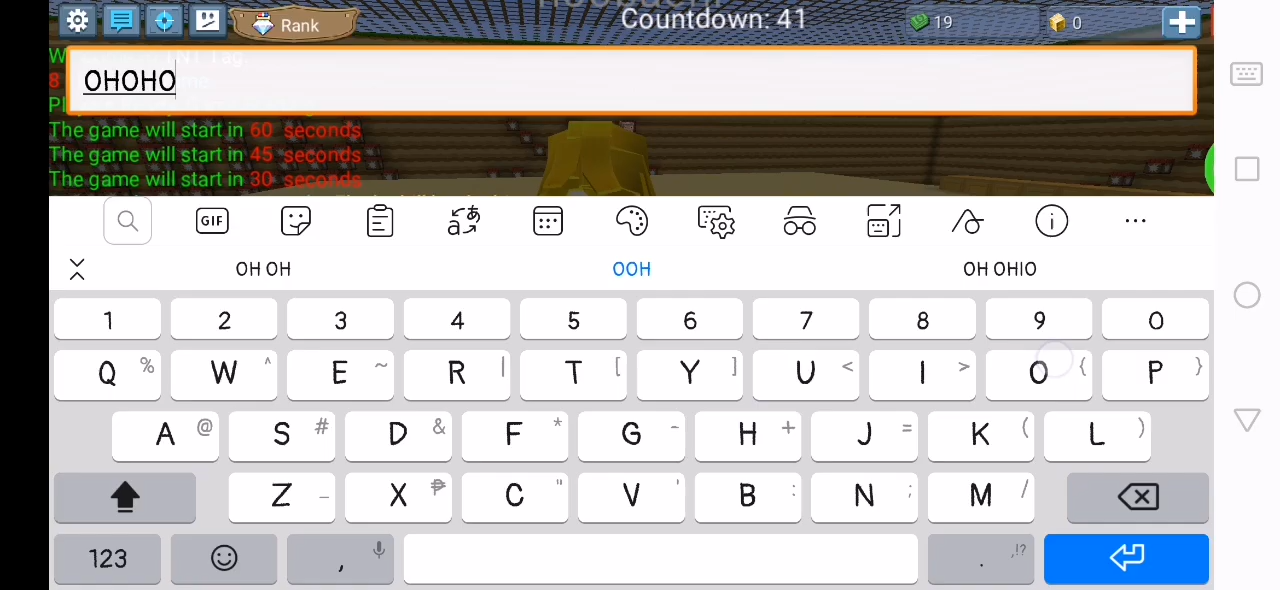 Countdown: 41
Rank
19
0
TNT Tag
OHOHO
The game will start in 60 seconds
The game will start in 45 seconds
The game will start in 30 seconds
GIF
OH OH OOH OH OHIO
1 2 3 4 5 6 7 8 9 0
Q % W ^ E ~ R | T [ Y ] U < I > O { P }
A @ S # D & F * G - H + J = K ( L )
Z _ X ₱ C " V ' B : N ; M /
123 , . ,!?